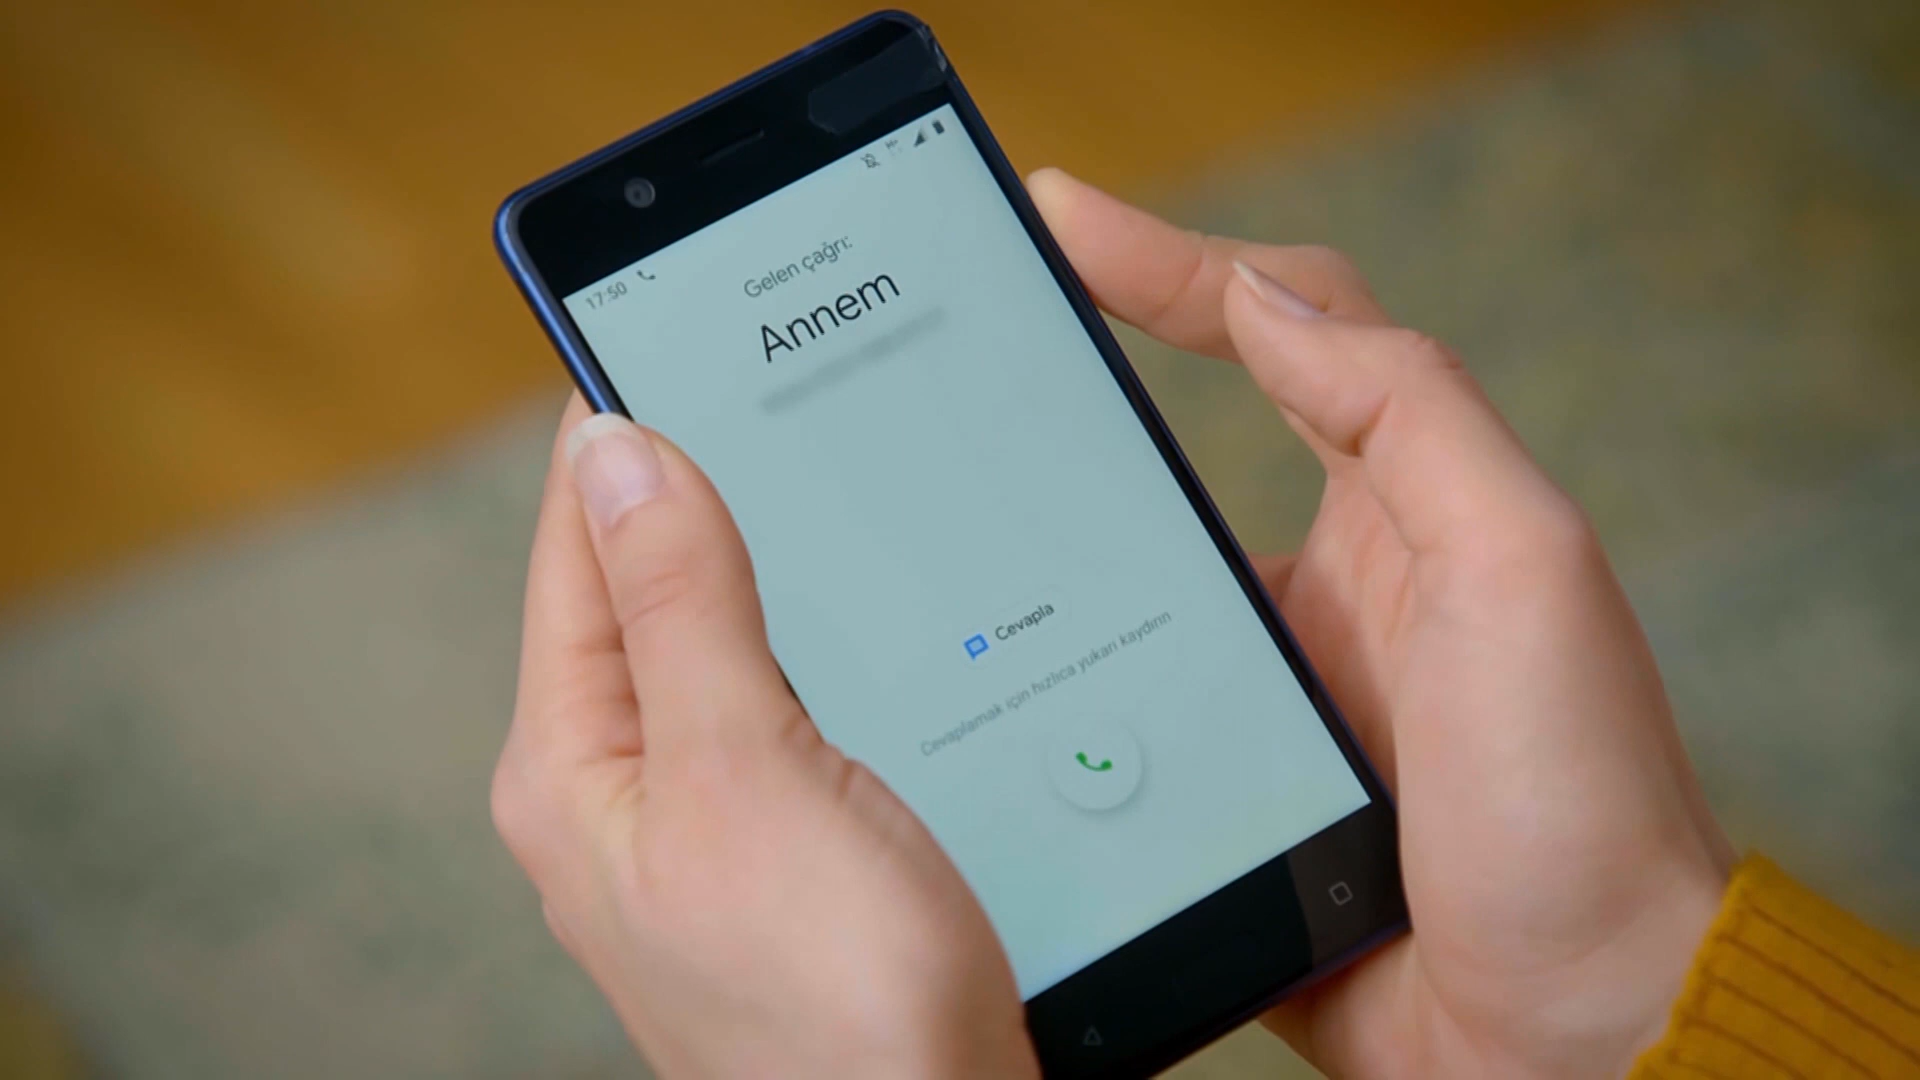 17:50
H+
Gelen çağrı:
Annem
Cevapla
Cevaplamak için hızlıca yukarı kaydırın